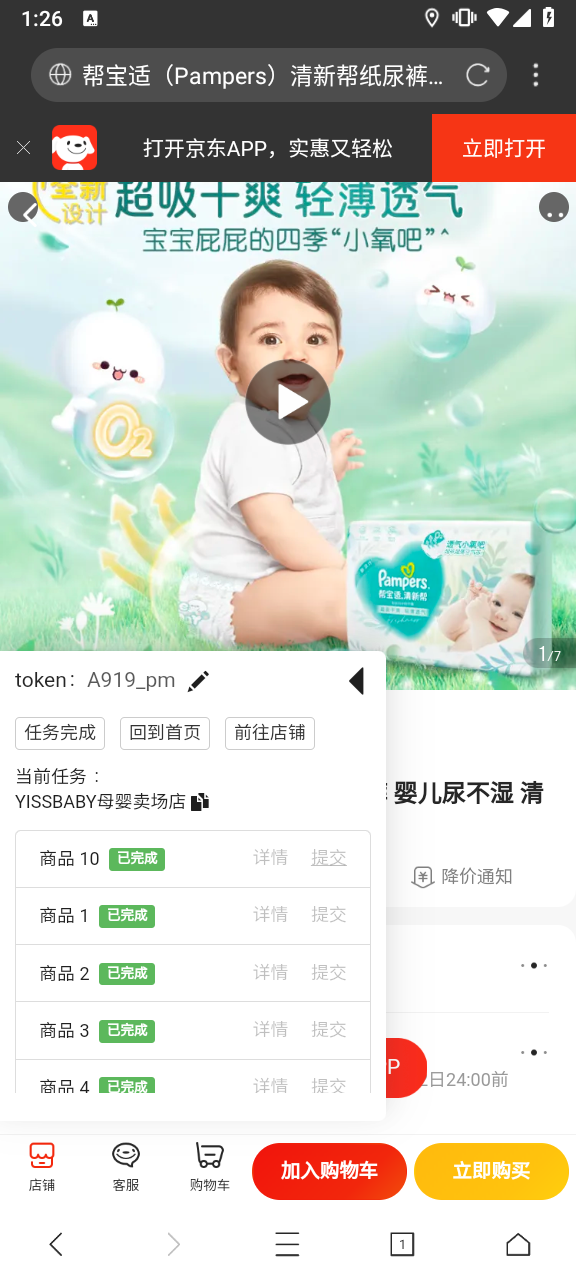 1:26
A
帮宝适（Pampers）清新帮纸尿裤...
打开京东APP，实惠又轻松
立即打开
全新
设计
超吸干爽 轻薄透气
宝宝屁屁的四季“小氧吧”^
O2
透气小氧吧
Pampers.
帮宝适.清新帮
1/7
token： A919_pm
任务完成
回到首页
前往店铺
当前任务 ：
YISSBABY母婴卖场店
婴儿尿不湿 清
商品 10 已完成 详情 提交
降价通知
商品 1 已完成 详情 提交
商品 2 已完成 详情 提交
商品 3 已完成 详情 提交
P
日24:00前
商品 4 已完成 详情 提交
店铺
客服
购物车
加入购物车
立即购买
1